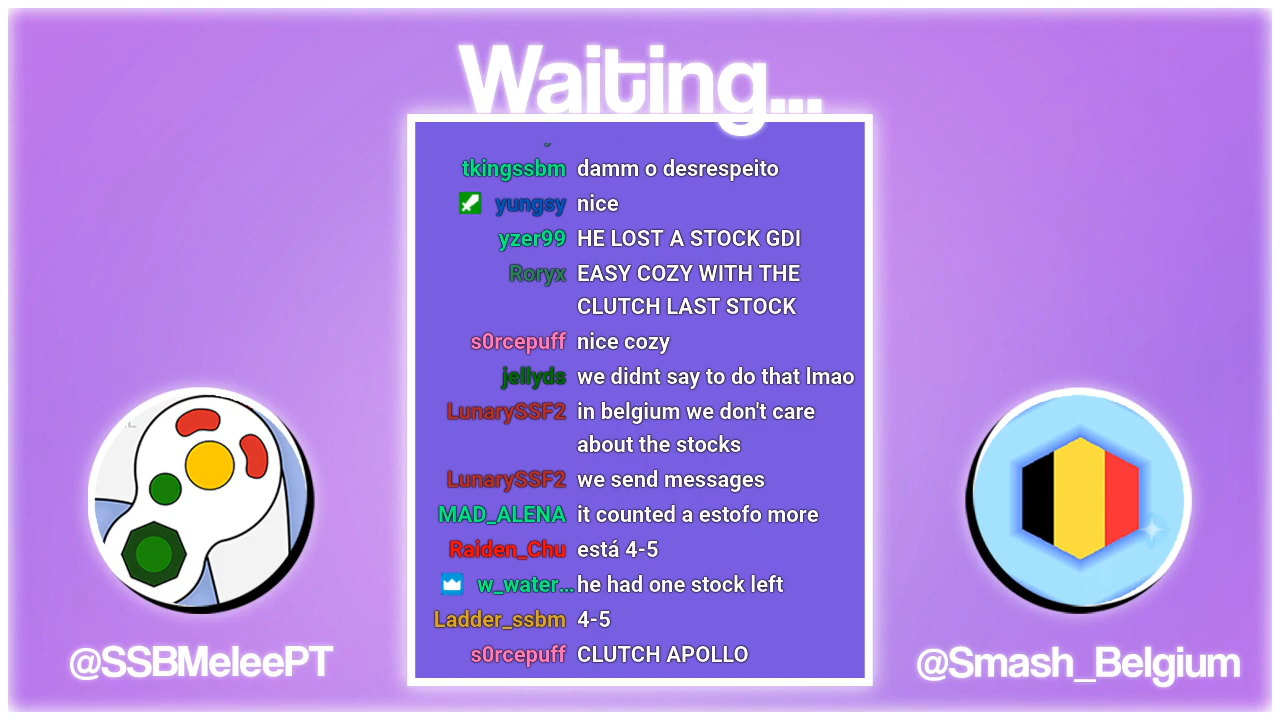 Waiting...
tkingssbm damm o desrespeito
yungsy nice
yzer99 HE LOST A STOCK GDI
Roryx EASY COZY WITH THE
CLUTCH LAST STOCK
s0rcepuff nice cozy
jellyds we didnt say to do that lmao
LunarySSF2 in belgium we don't care
about the stocks
LunarySSF2 we send messages
MAD_ALENA it counted a estofo more
Raiden_Chu está 4-5
w_water... he had one stock left
Ladder_ssbm 4-5
s0rcepuff CLUTCH APOLLO
@SSBMeleePT
@Smash_Belgium